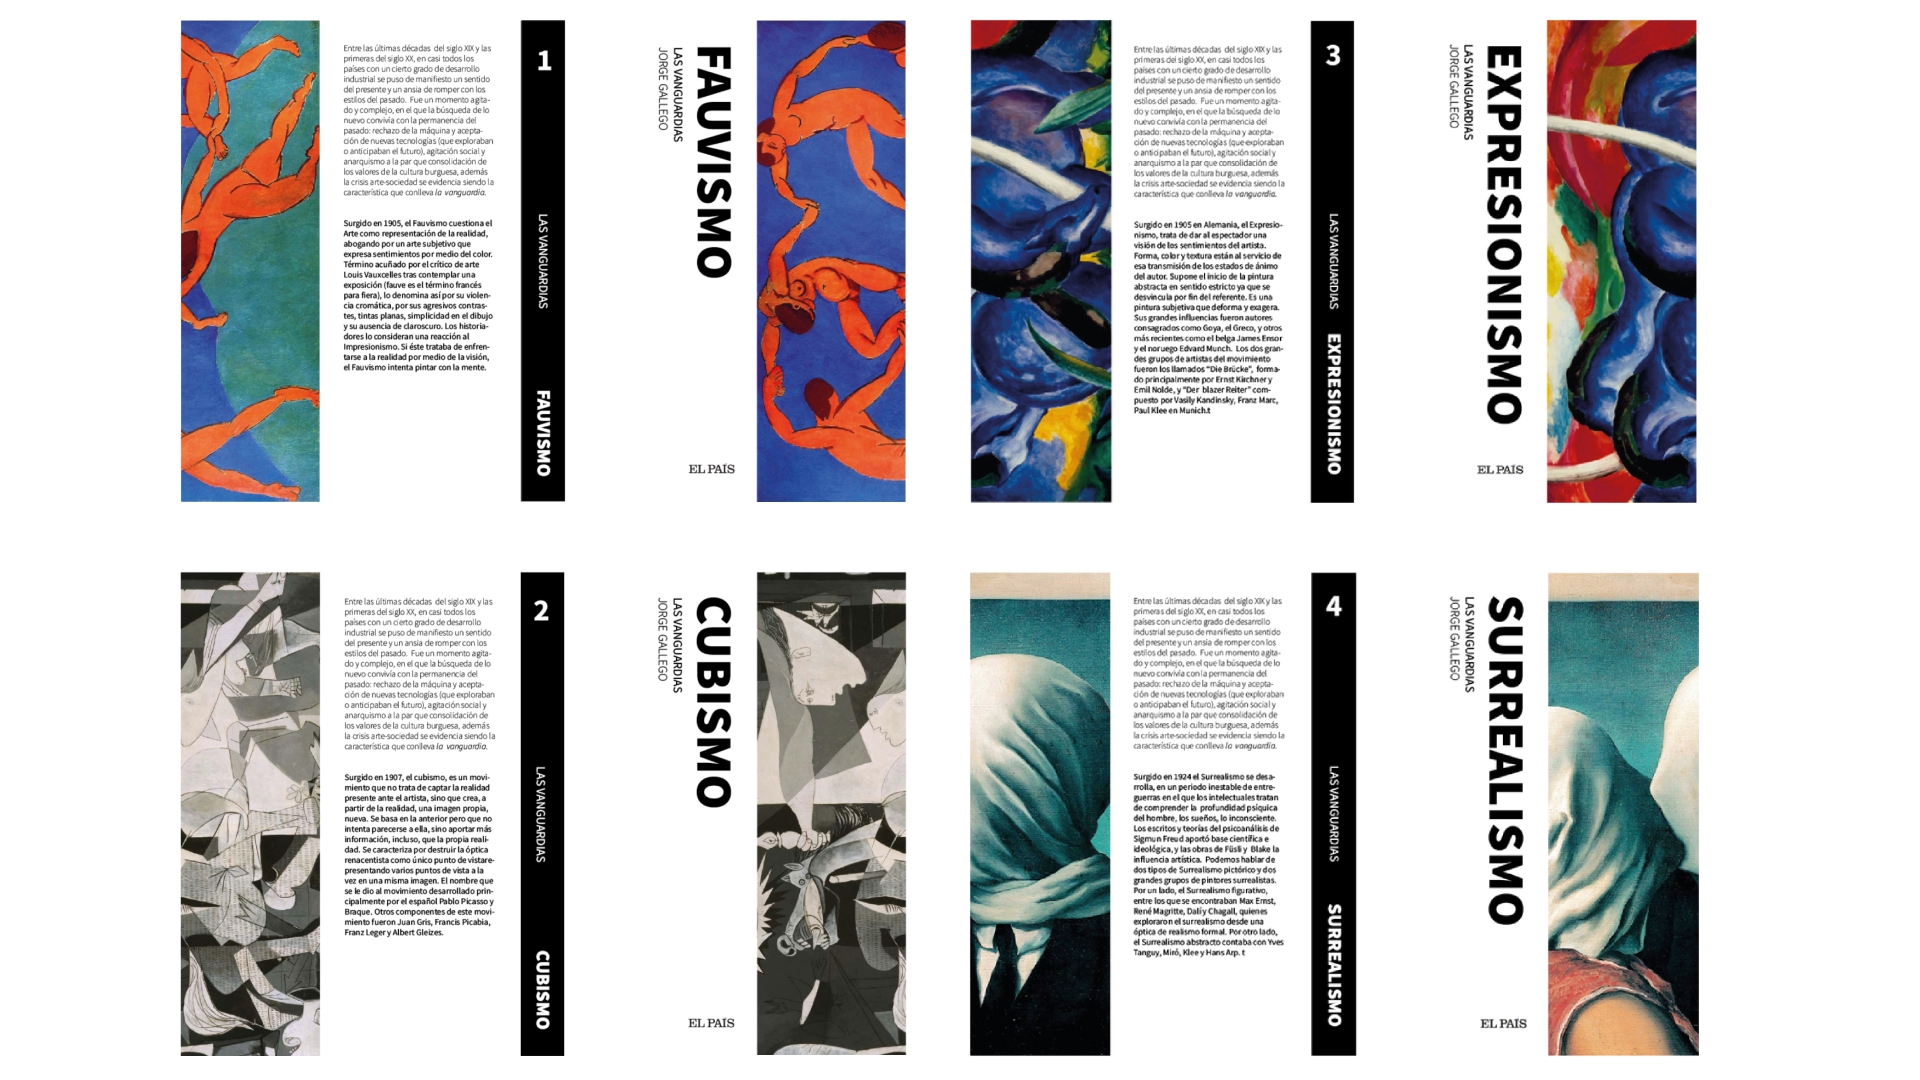 Entre las últimas décadas del siglo XIX y las
primeras del siglo XX, en casi todos los
países con un cierto grado de desarrollo
industrial se puso de manifiesto un sentido
del presente y un ansia de romper con los
estilos del pasado. Fue un momento agita-
do y complejo, en el que la búsqueda de lo
nuevo convivía con la permanencia del
pasado: rechazo de la máquina y acepta-
ción de nuevas tecnologías (que exploraban
o anticipaban el futuro), agitación social y
anarquismo a la par que consolidación de
los valores de la cultura burguesa, además
la crisis arte-sociedad se evidencia siendo la
característica que conlleva la vanguardia.
Surgido en 1905, el Fauvismo cuestiona el
Arte como representación de la realidad,
abogando por un arte subjetivo que
expresa sentimientos por medio del color.
Término acuñado por el crítico de arte
Louis Vauxcelles tras contemplar una
exposición (fauve es el término francés
para fiera), lo denomina así por su violen-
cia cromática, por sus agresivos contras-
tes, tintas planas, simplicidad en el dibujo
y su ausencia de claroscuro. Los historia-
dores lo consideran una reacción al
Impresionismo. Si éste trataba de enfren-
tarse a la realidad por medio de la visión,
el Fauvismo intenta pintar con la mente.
1
LAS VANGUARDIAS
FAUVISMO
FAUVISMO
LAS VANGUARDIAS
JORGE GALLEGO
EL PAÍS
Entre las últimas décadas del siglo XIX y las
primeras del siglo XX, en casi todos los
países con un cierto grado de desarrollo
industrial se puso de manifiesto un sentido
del presente y un ansia de romper con los
estilos del pasado. Fue un momento agita-
do y complejo, en el que la búsqueda de lo
nuevo convivía con la permanencia del
pasado: rechazo de la máquina y acepta-
ción de nuevas tecnologías (que exploraban
o anticipaban el futuro), agitación social y
anarquismo a la par que consolidación de
los valores de la cultura burguesa, además
la crisis arte-sociedad se evidencia siendo la
característica que conlleva la vanguardia.
Surgido en 1905 en Alemania, el Expresio-
nismo, trata de dar al espectador una
visión de los sentimientos del artista.
Forma, color y textura están al servicio de
esa transmisión de los estados de ánimo
del autor. Supone el inicio de la pintura
abstracta en sentido estricto ya que se
desvincula por fin del referente. Es una
pintura subjetiva que deforma y exagera.
Sus grandes influencias fueron autores
consagrados como Goya, el Greco, y otros
más recientes como el belga James Ensor
y el noruego Edvard Munch. Los dos gran-
des grupos de artistas del movimiento
fueron los llamados “Die Brücke”, forma-
do principalmente por Ernst Kirchner y
Emil Nolde, y “Der blazer Reiter” com-
puesto por Vasily Kandinsky, Franz Marc,
Paul Klee en Munich.t
3
LAS VANGUARDIAS
EXPRESIONISMO
EXPRESIONISMO
LAS VANGUARDIAS
JORGE GALLEGO
EL PAÍS
Entre las últimas décadas del siglo XIX y las
primeras del siglo XX, en casi todos los
países con un cierto grado de desarrollo
industrial se puso de manifiesto un sentido
del presente y un ansia de romper con los
estilos del pasado. Fue un momento agita-
do y complejo, en el que la búsqueda de lo
nuevo convivía con la permanencia del
pasado: rechazo de la máquina y acepta-
ción de nuevas tecnologías (que exploraban
o anticipaban el futuro), agitación social y
anarquismo a la par que consolidación de
los valores de la cultura burguesa, además
la crisis arte-sociedad se evidencia siendo la
característica que conlleva la vanguardia.
Surgido en 1907, el cubismo, es un movi-
miento que no trata de captar la realidad
presente ante el artista, sino que crea, a
partir de la realidad, una imagen propia,
nueva. Se basa en la anterior pero que no
intenta parecerse a ella, sino aportar más
información, incluso, que la propia reali-
dad. Se caracteriza por destruir la óptica
renacentista como único punto de vistare-
presentando varios puntos de vista a la
vez en una misma imagen. El nombre que
se le dio al movimiento desarrollado prin-
cipalmente por el español Pablo Picasso y
Braque. Otros componentes de este movi-
miento fueron Juan Gris, Francis Picabia,
Franz Leger y Albert Gleizes.
2
LAS VANGUARDIAS
CUBISMO
CUBISMO
LAS VANGUARDIAS
JORGE GALLEGO
EL PAÍS
Entre las últimas décadas del siglo XIX y las
primeras del siglo XX, en casi todos los
países con un cierto grado de desarrollo
industrial se puso de manifiesto un sentido
del presente y un ansia de romper con los
estilos del pasado. Fue un momento agita-
do y complejo, en el que la búsqueda de lo
nuevo convivía con la permanencia del
pasado: rechazo de la máquina y acepta-
ción de nuevas tecnologías (que exploraban
o anticipaban el futuro), agitación social y
anarquismo a la par que consolidación de
los valores de la cultura burguesa, además
la crisis arte-sociedad se evidencia siendo la
característica que conlleva la vanguardia.
Surgido en 1924 el Surrealismo se desa-
rrolla, en un periodo inestable de entre-
guerras en el que los intelectuales tratan
de comprender la profundidad psíquica
del hombre, los sueños, lo inconsciente.
Los escritos y teorías del psicoanálisis de
Sigmun Freud aportó base científica e
ideológica, y las obras de Füsli y Blake la
influencia artística. Podemos hablar de
dos tipos de Surrealismo pictórico y dos
grandes grupos de pintores surrealistas.
Por un lado, el Surrealismo figurativo,
entre los que se encontraban Max Ernst,
René Magritte, Dalí y Chagall, quienes
exploraron el surrealismo desde una
óptica de realismo formal. Por otro lado,
el Surrealismo abstracto contaba con Yves
Tanguy, Miró, Klee y Hans Arp. t
4
LAS VANGUARDIAS
SURREALISMO
SURREALISMO
LAS VANGUARDIAS
JORGE GALLEGO
EL PAÍS